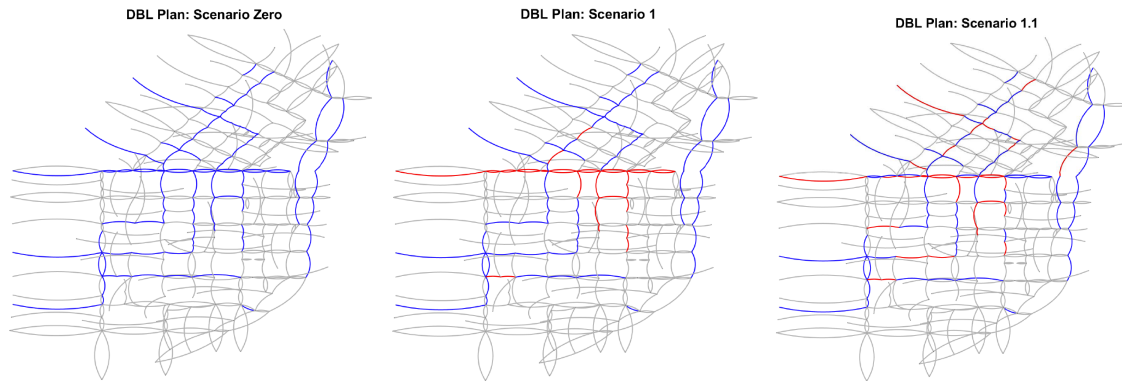 DBL Plan: Scenario Zero
DBL Plan: Scenario 1
DBL Plan: Scenario 1.1